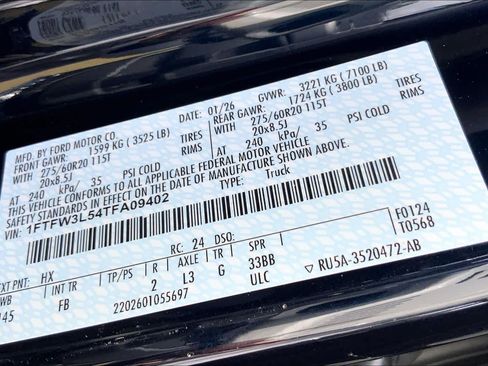 MFD. BY FORD MOTOR CO.
DATE: 01/26 GVWR: 3221 KG (7100 LB)
FRONT GAWR: 1599 KG (3525 LB) REAR GAWR: 1724 KG (3800 LB)
275/60R20 115T TIRES 275/60R20 115T TIRES
20x8.5J RIMS 20x8.5J RIMS
AT 240 kPa/ 35 PSI COLD AT 240 kPa/ 35 PSI COLD
THIS VEHICLE CONFORMS TO ALL APPLICABLE FEDERAL MOTOR VEHICLE
SAFETY STANDARDS IN EFFECT ON THE DATE OF MANUFACTURE SHOWN ABOVE.
VIN: 1FTFW3L54TFA09402 TYPE: Truck
F0124
T0568
EXT PNT: HX RC: 24 DSO:
WB INT TR TP/PS R AXLE TR SPR
145 FB 2 L3 G 33BB
2202601055697 ULC ▽ RU5A-3520472-AB